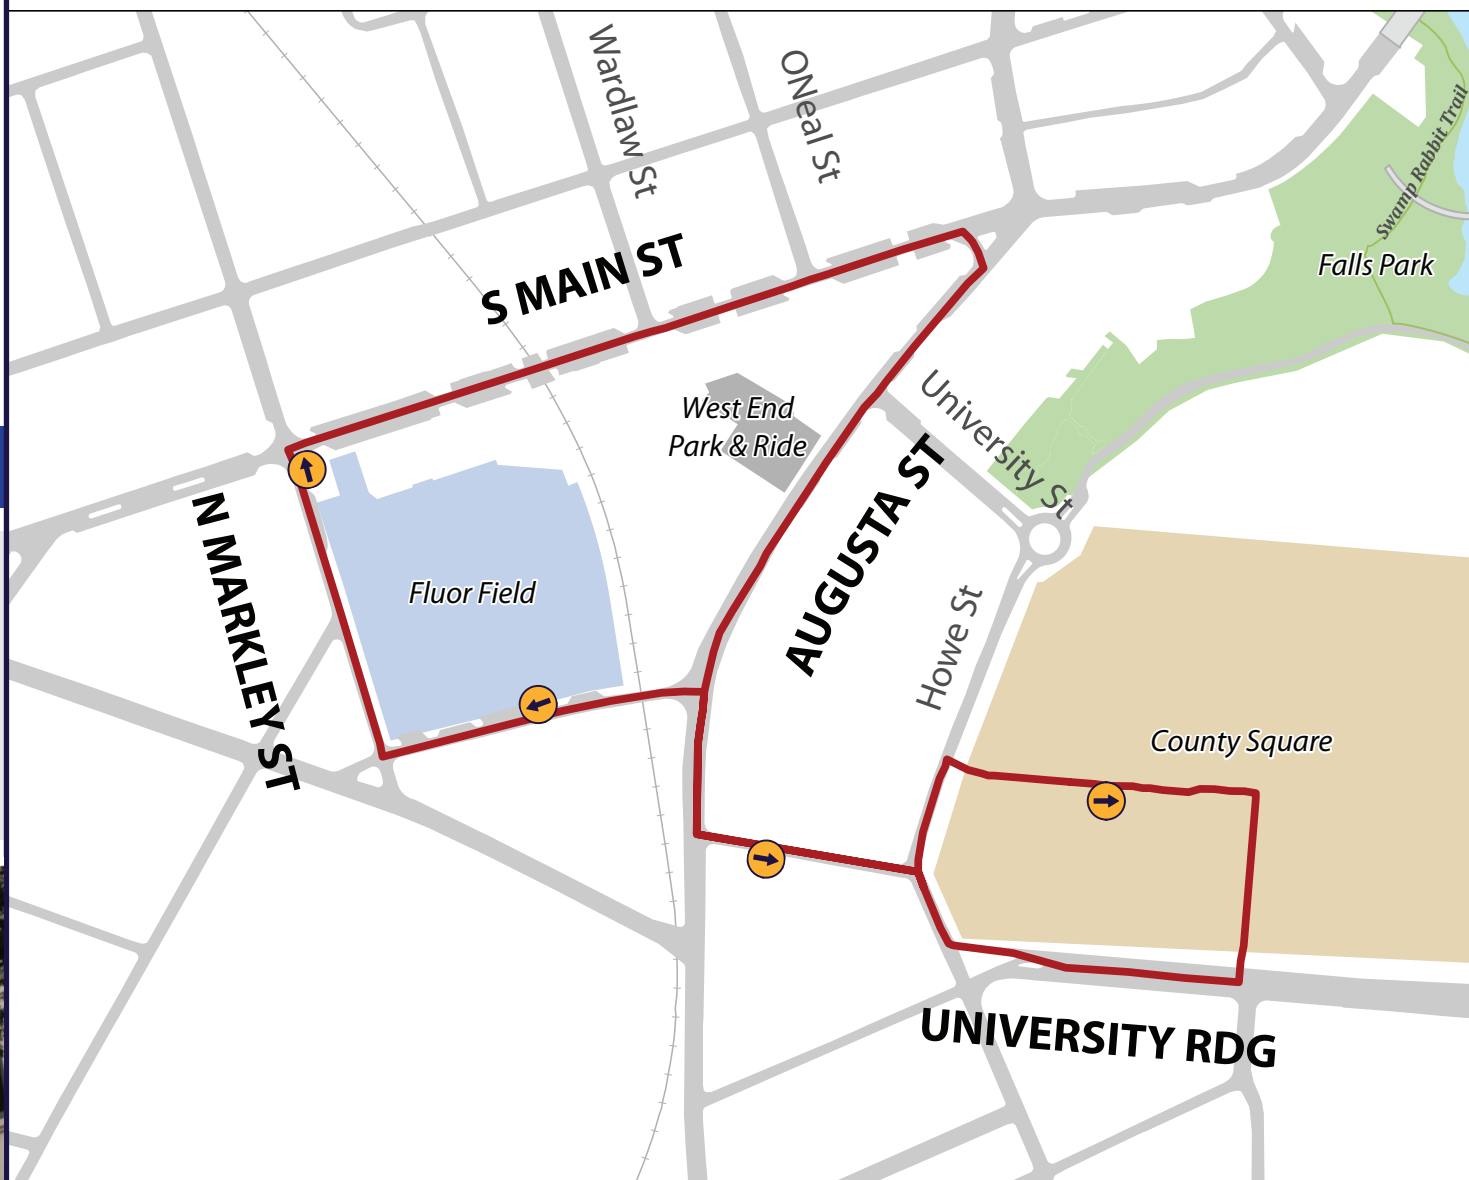 Wardlaw St
ONeal St
Swamp Rabbit Trail
S MAIN ST
Falls Park
University St
West End
Park & Ride
AUGUSTA ST
N MARKLEY ST
Fluor Field
Howe St
County Square
UNIVERSITY RDG